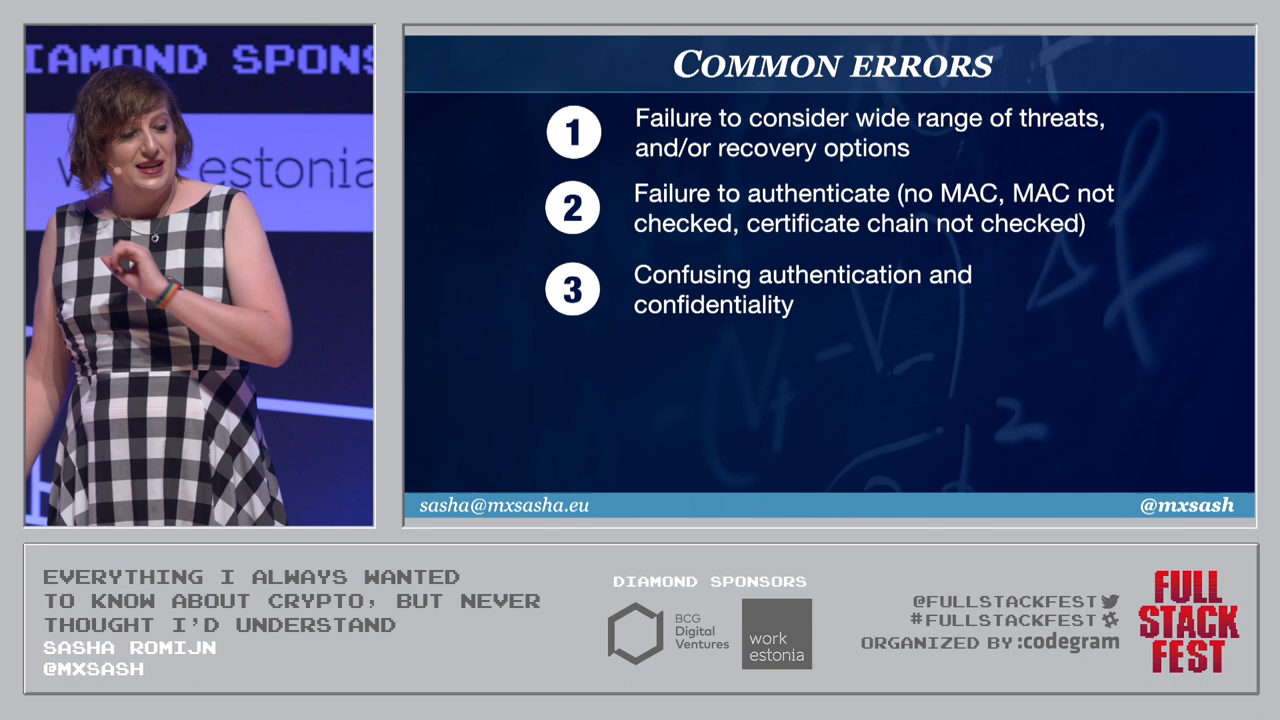 IAMOND SPONS
w estonia
COMMON ERRORS
1 Failure to consider wide range of threats,
and/or recovery options
2 Failure to authenticate (no MAC, MAC not
checked, certificate chain not checked)
3 Confusing authentication and
confidentiality
sasha@mxsasha.eu
@mxsash
EVERYTHING I ALWAYS WANTED
TO KNOW ABOUT CRYPTO, BUT NEVER
THOUGHT I'D UNDERSTAND
SASHA ROMIJN
@MXSASH
DIAMOND SPONSORS
BCG
Digital
Ventures
work
estonia
@FULLSTACKFEST
#FULLSTACKFEST
ORGANIZED BY :codegram
FULL
STACK
FEST